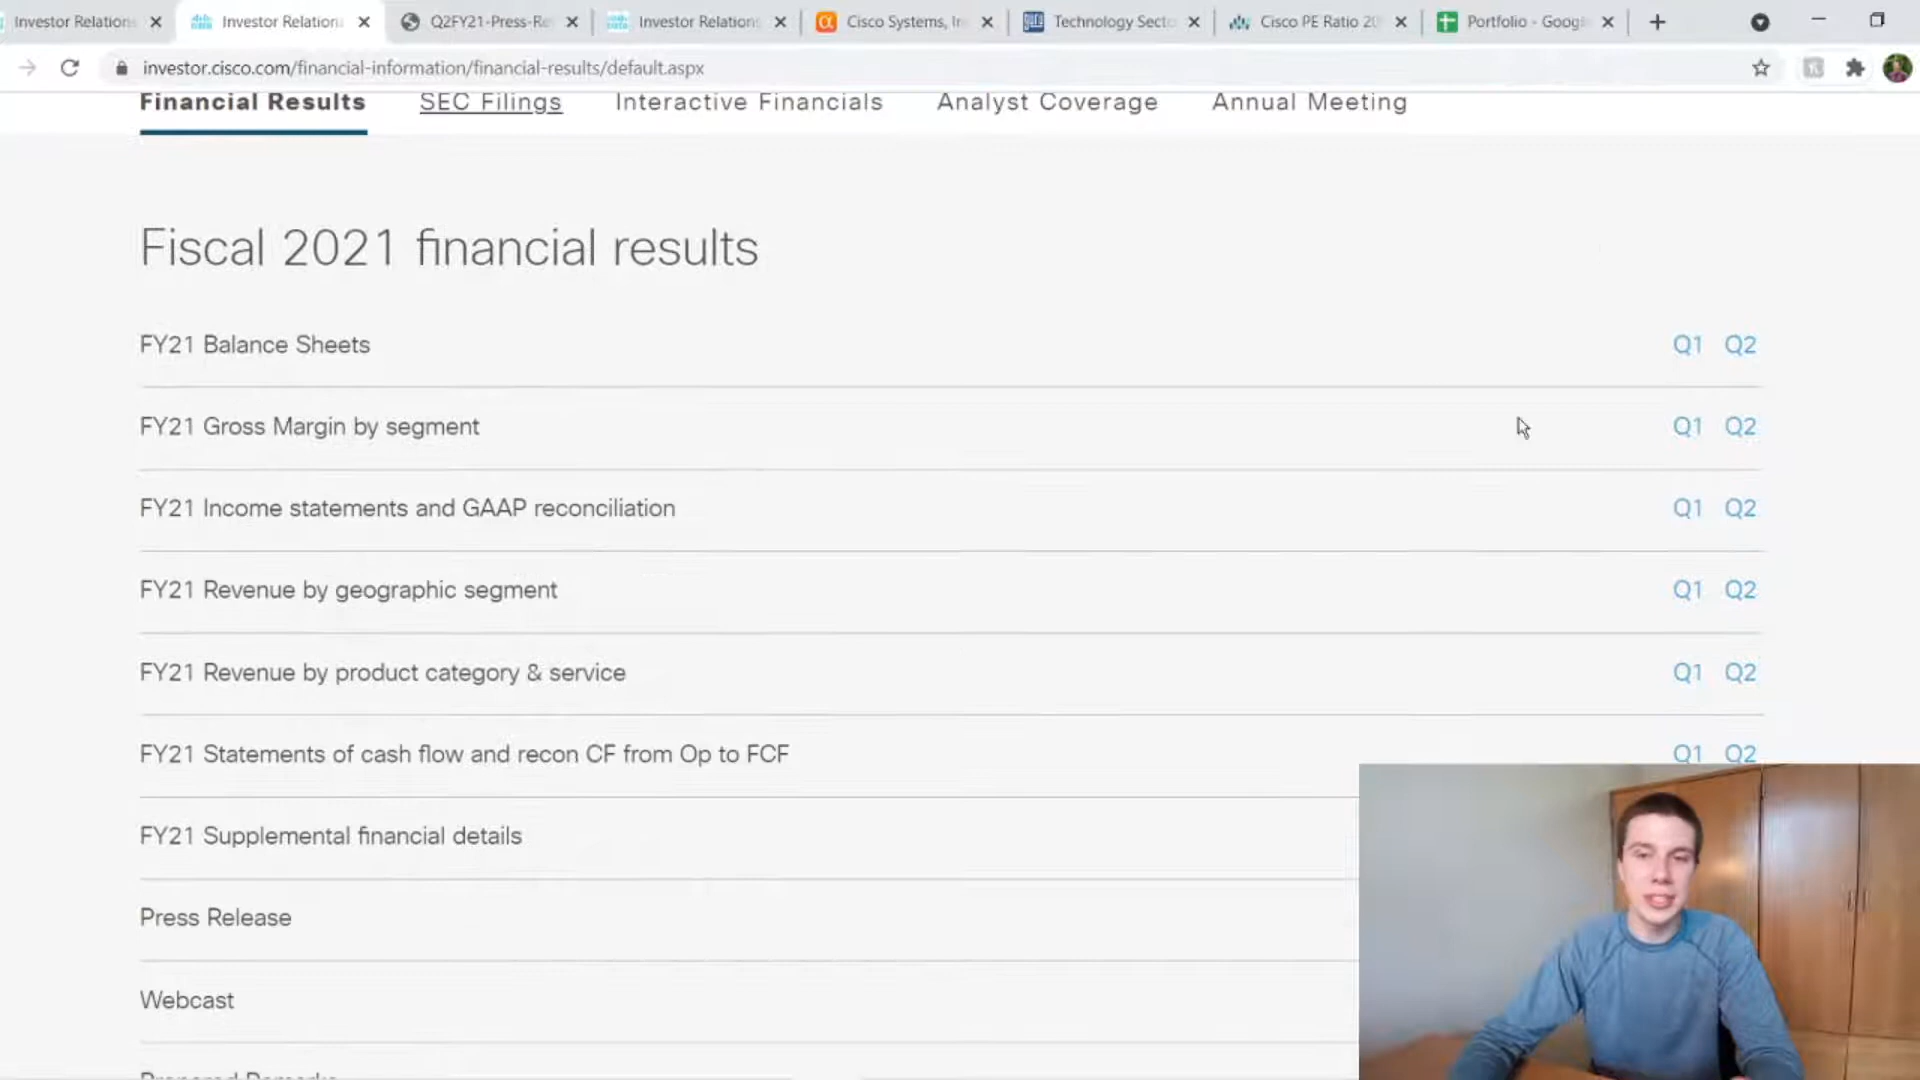 Investor Relations
Investor Relation
Q2FY21-Press-Re
Investor Relations
Cisco Systems, In
Technology Secto
Cisco PE Ratio 20
Portfolio - Googl
investor.cisco.com/financial-information/financial-results/default.aspx
Financial Results SEC Filings Interactive Financials Analyst Coverage Annual Meeting
Fiscal 2021 financial results
FY21 Balance Sheets Q1 Q2
FY21 Gross Margin by segment Q1 Q2
FY21 Income statements and GAAP reconciliation Q1 Q2
FY21 Revenue by geographic segment Q1 Q2
FY21 Revenue by product category & service Q1 Q2
FY21 Statements of cash flow and recon CF from Op to FCF Q1 Q2
FY21 Supplemental financial details
Press Release
Webcast
Prepared Remarks